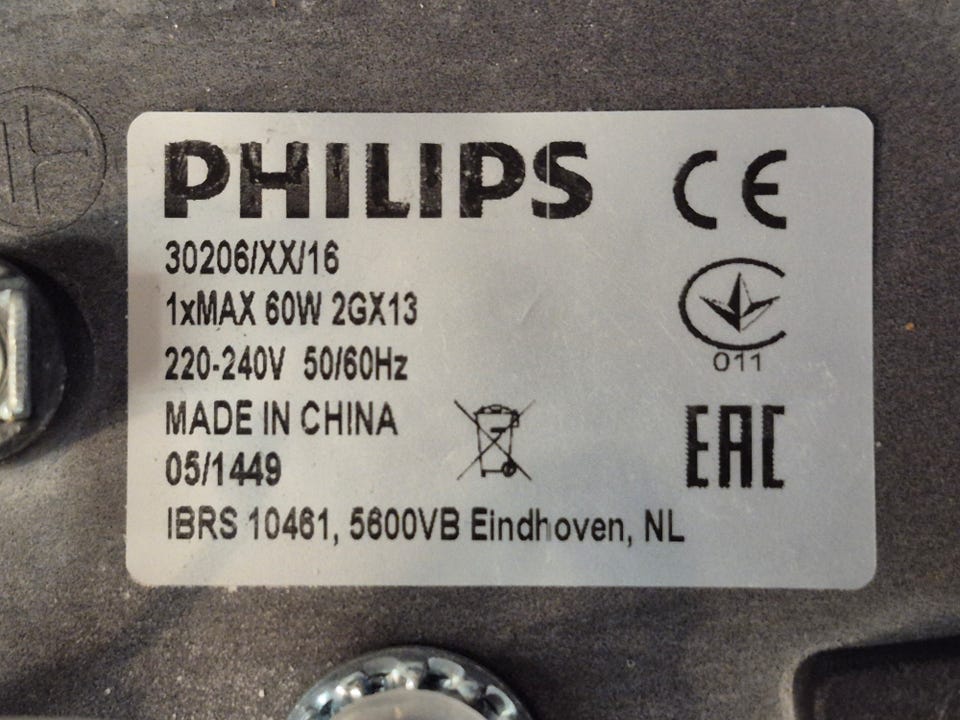 PHILIPS
CE
30206/XX/16
1xMAX 60W 2GX13
220-240V 50/60Hz
011
MADE IN CHINA
EAC
05/1449
IBRS 10461, 5600VB Eindhoven, NL